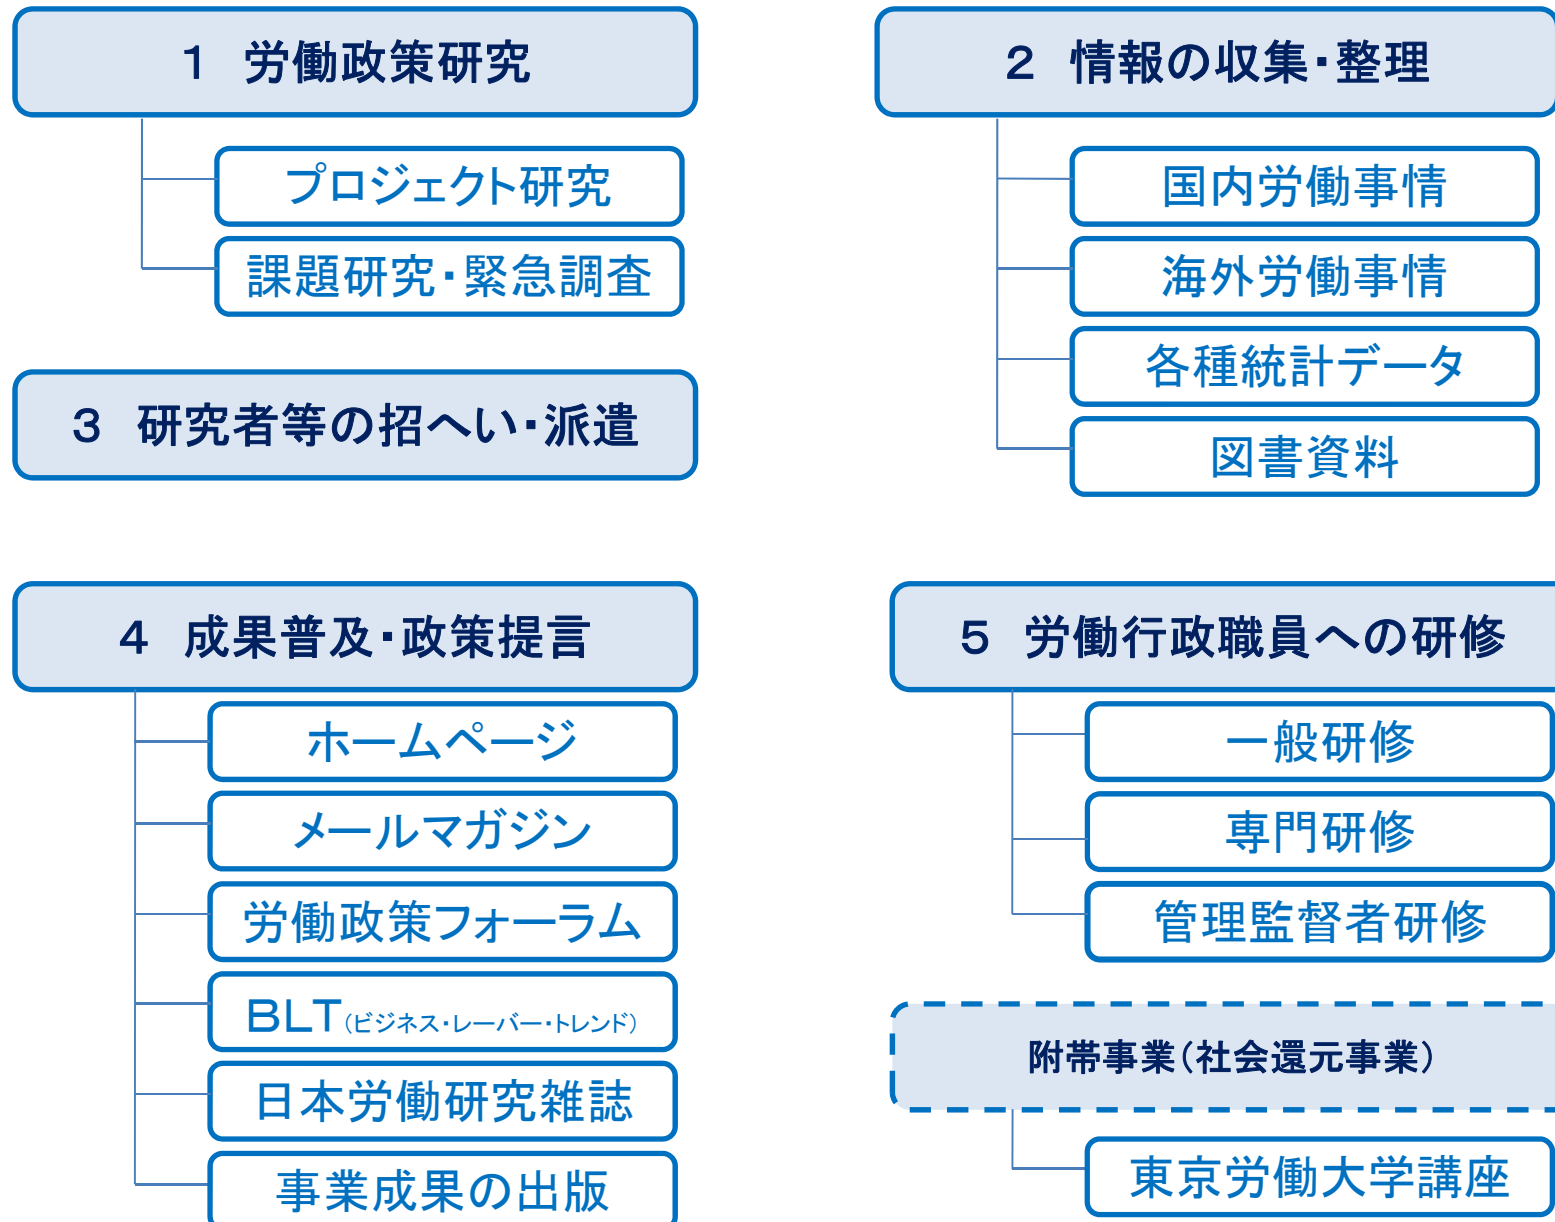 １　労働政策研究
プロジェクト研究
課題研究・緊急調査
２　情報の収集・整理
国内労働事情
海外労働事情
各種統計データ
図書資料
３　研究者等の招へい・派遣
４　成果普及・政策提言
ホームページ
メールマガジン
労働政策フォーラム
ＢＬＴ（ビジネス・レーバー・トレンド）
日本労働研究雑誌
事業成果の出版
５　労働行政職員への研修
一般研修
専門研修
管理監督者研修
附帯事業（社会還元事業）
東京労働大学講座